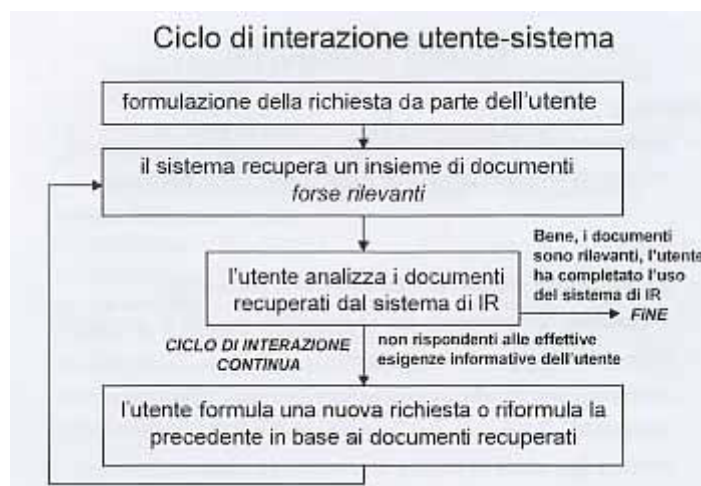 Ciclo di interazione utente-sistema
formulazione della richiesta da parte dell'utente
il sistema recupera un insieme di documenti
forse rilevanti
Bene, i documenti
sono rilevanti, l'utente
ha completato l'uso
del sistema di IR
FiNE
l'utente analizza i documenti
recuperati dal sistema di IR
CICLO DI INTERAZIONE
CONTINUA
non rispondenti alle effettive
esigenze informative dell'utente
l'utente formula una nuova richiesta o riformula la
precedente in base ai documenti recuperati